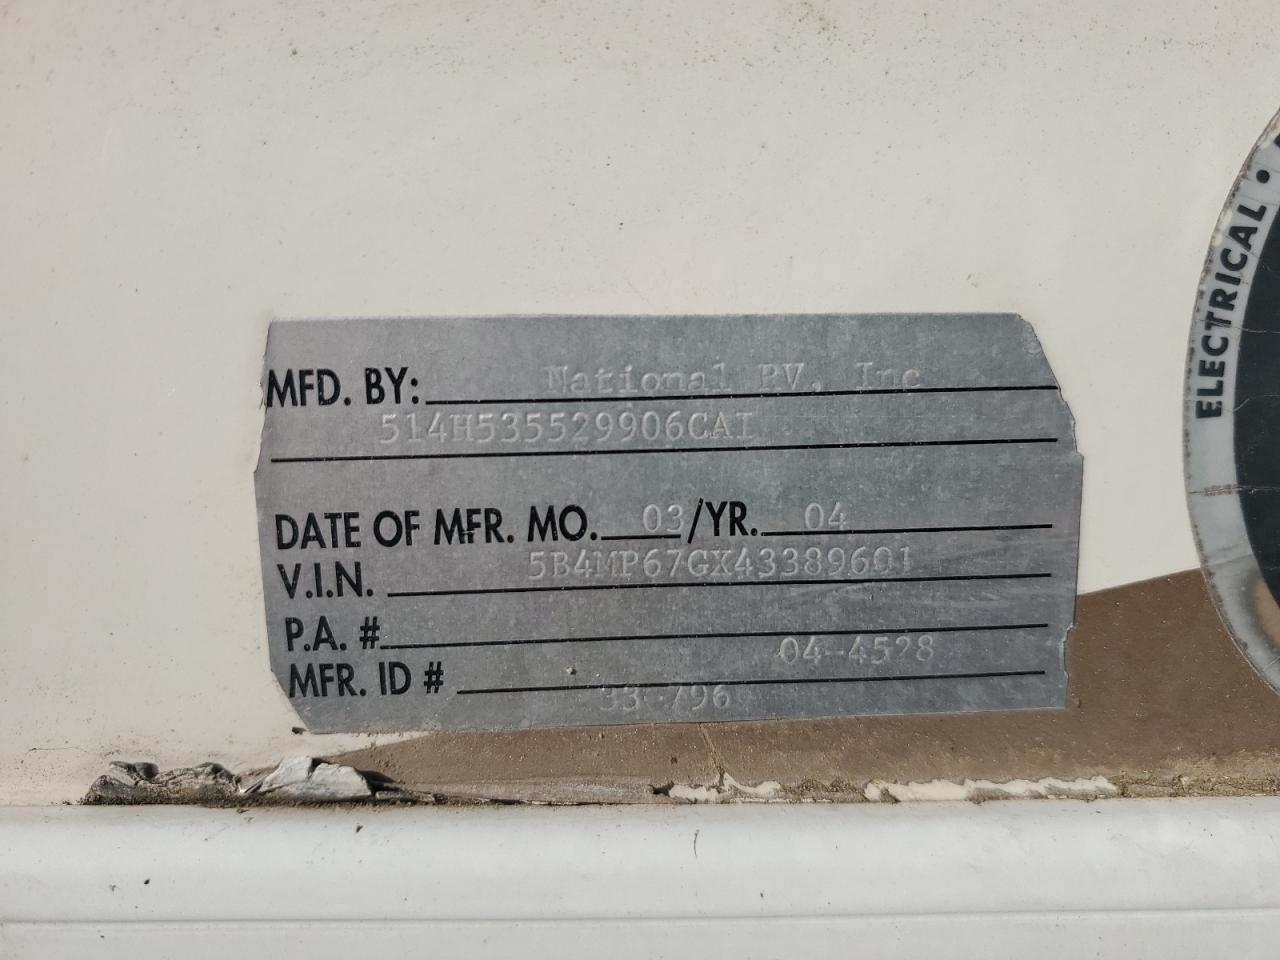 MFD. BY: National RV, Inc
514H535529906CAI
DATE OF MFR. MO. 03 /YR. 04
V.I.N. 5B4MP67GX43389601
P.A. # 04-4528
MFR. ID # 33-796
ELECTRICAL •